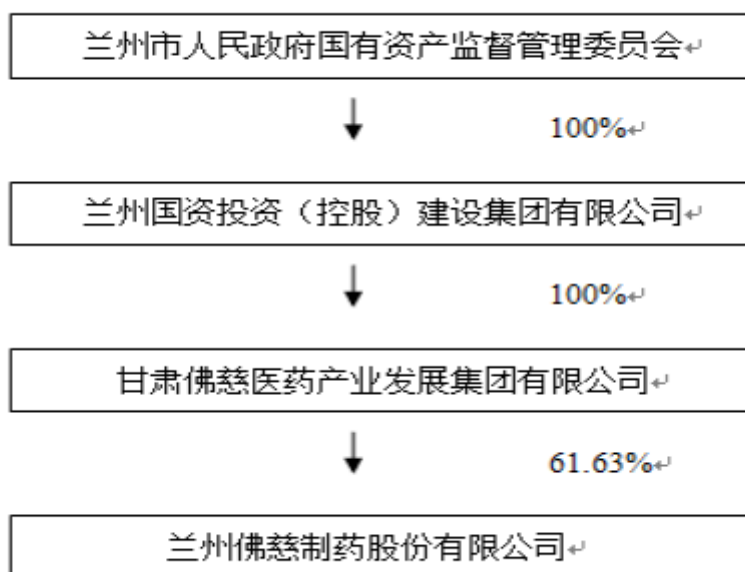 兰州市人民政府国有资产监督管理委员会
100%
兰州国资投资（控股）建设集团有限公司
100%
甘肃佛慈医药产业发展集团有限公司
61.63%
兰州佛慈制药股份有限公司